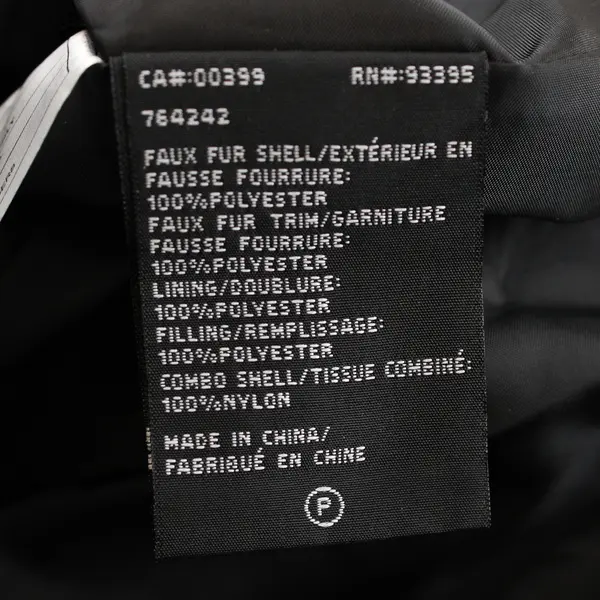 CA#:00399 RN#:93395
764242
FAUX FUR SHELL/EXTÉRIEUR EN
FAUSSE FOURRURE:
100%POLYESTER
FAUX FUR TRIM/GARNITURE
FAUSSE FOURRURE:
100%POLYESTER
LINING/DOUBLURE:
100%POLYESTER
FILLING/REMPLISSAGE:
100%POLYESTER
COMBO SHELL/TISSUE COMBINÉ:
100%NYLON
MADE IN CHINA/
FABRIQUÉ EN CHINE
P